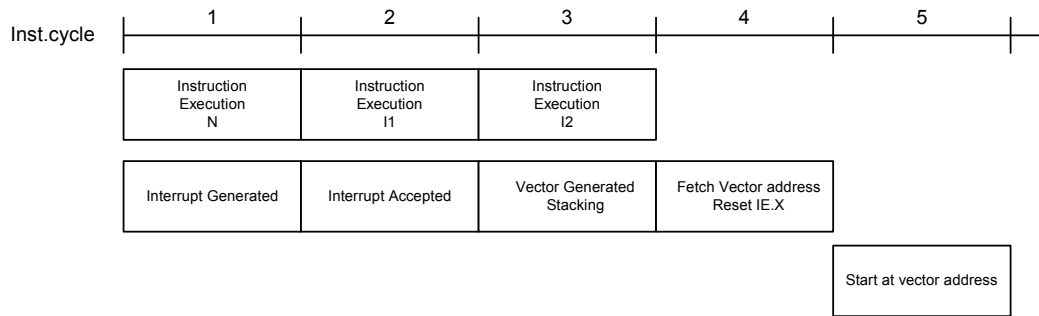 Inst.cycle 1 2 3 4 5
Instruction
Execution
N
Instruction
Execution
I1
Instruction
Execution
I2
Interrupt Generated
Interrupt Accepted
Vector Generated
Stacking
Fetch Vector address
Reset IE.X
Start at vector address